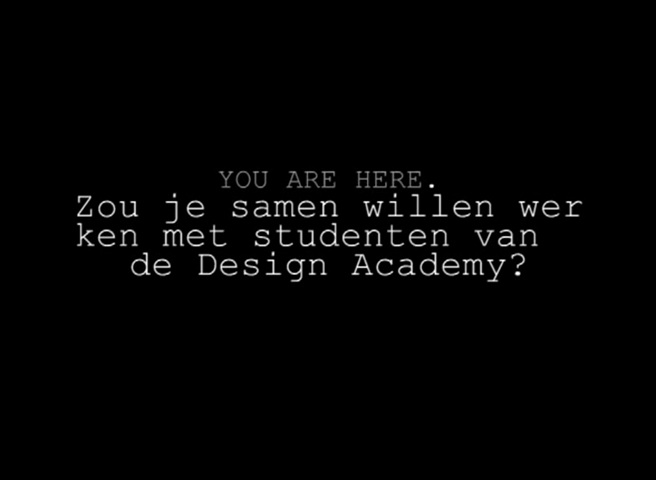 YOU ARE HERE.
Zou je samen willen wer
ken met studenten van
de Design Academy?